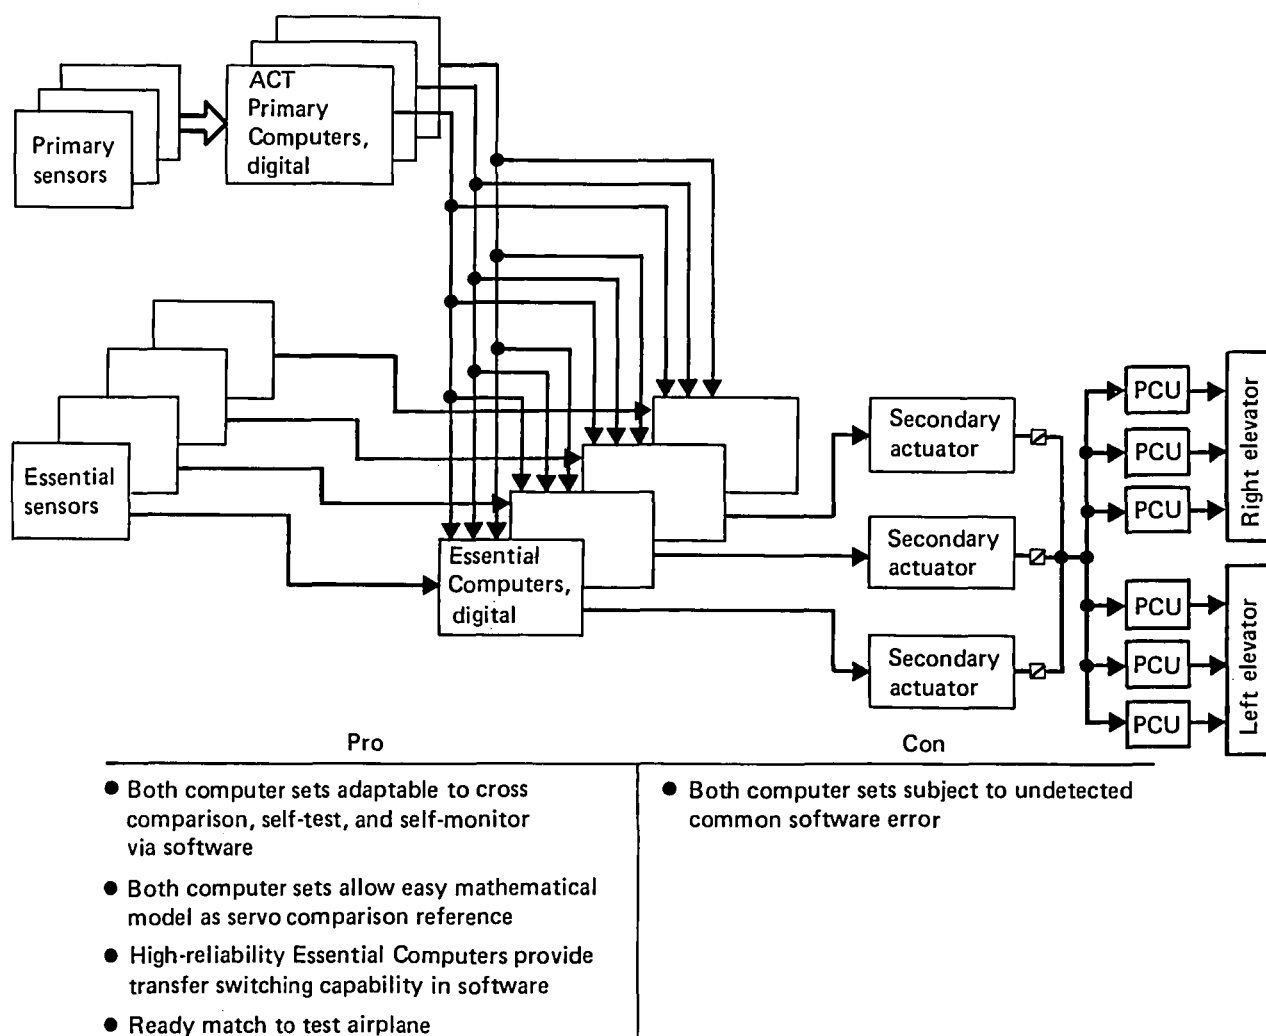 ACT
Primary
Computers,
digital
Primary
sensors
Essential
sensors
Essential
Computers,
digital
Secondary
actuator
Secondary
actuator
Secondary
actuator
PCU
PCU
PCU
PCU
PCU
PCU
Right elevator
Left elevator
Pro
● Both computer sets adaptable to cross
comparison, self-test, and self-monitor
via software
● Both computer sets allow easy mathematical
model as servo comparison reference
● High-reliability Essential Computers provide
transfer switching capability in software
● Ready match to test airplane
Con
● Both computer sets subject to undetected
common software error